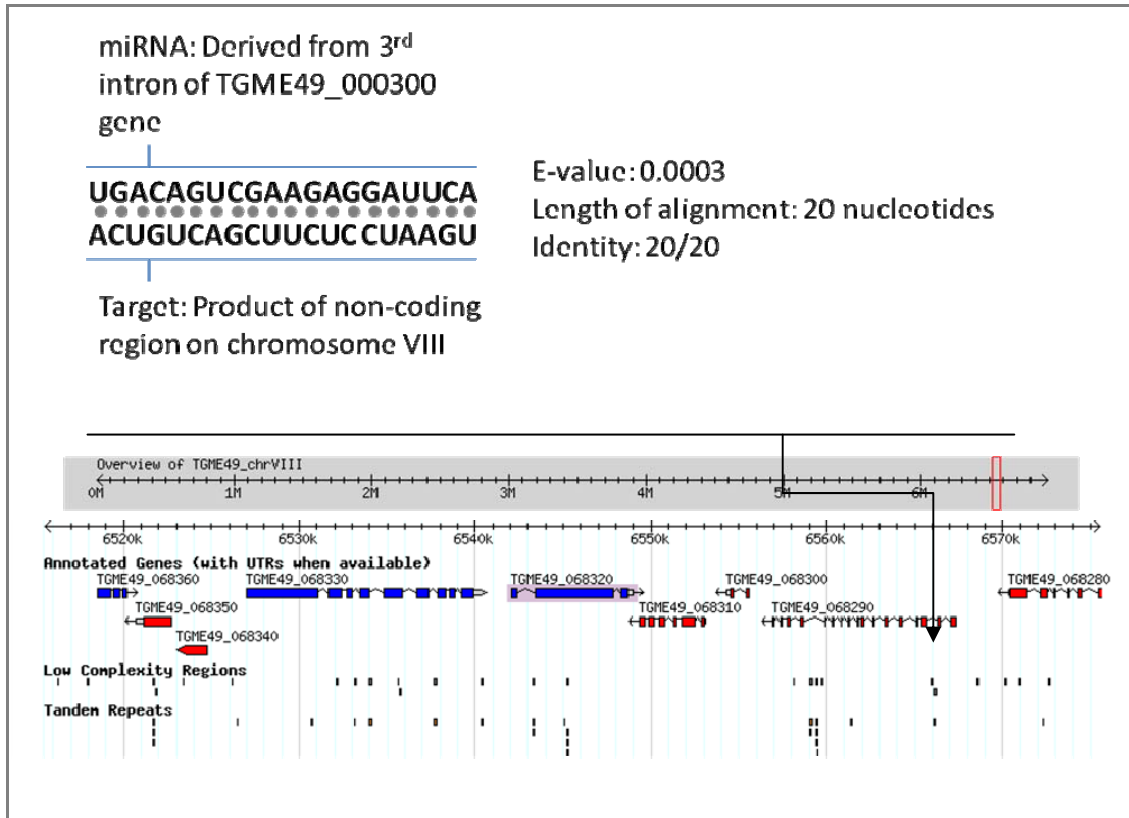 miRNA: Derived from 3rd
intron of TGME49_000300
gene
UGACAGUCGAAGAGGAUUCA
ACUGUCAGCUUCUCCUAAGU
E-value: 0.0003
Length of alignment: 20 nucleotides
Identity: 20/20
Target: Product of non-coding
region on chromosome VIII
Overview of TGME49_chrVIII
0M 1M 2M 3M 4M 5M 6M
6520k 6530k 6540k 6550k 6560k 6570k
Annotated Genes (with UTRs when available)
TGME49_068360 TGME49_068330 TGME49_068320 TGME49_068300 TGME49_068280
TGME49_068350 TGME49_068310 TGME49_068290
TGME49_068340
Low Complexity Regions
Tandem Repeats